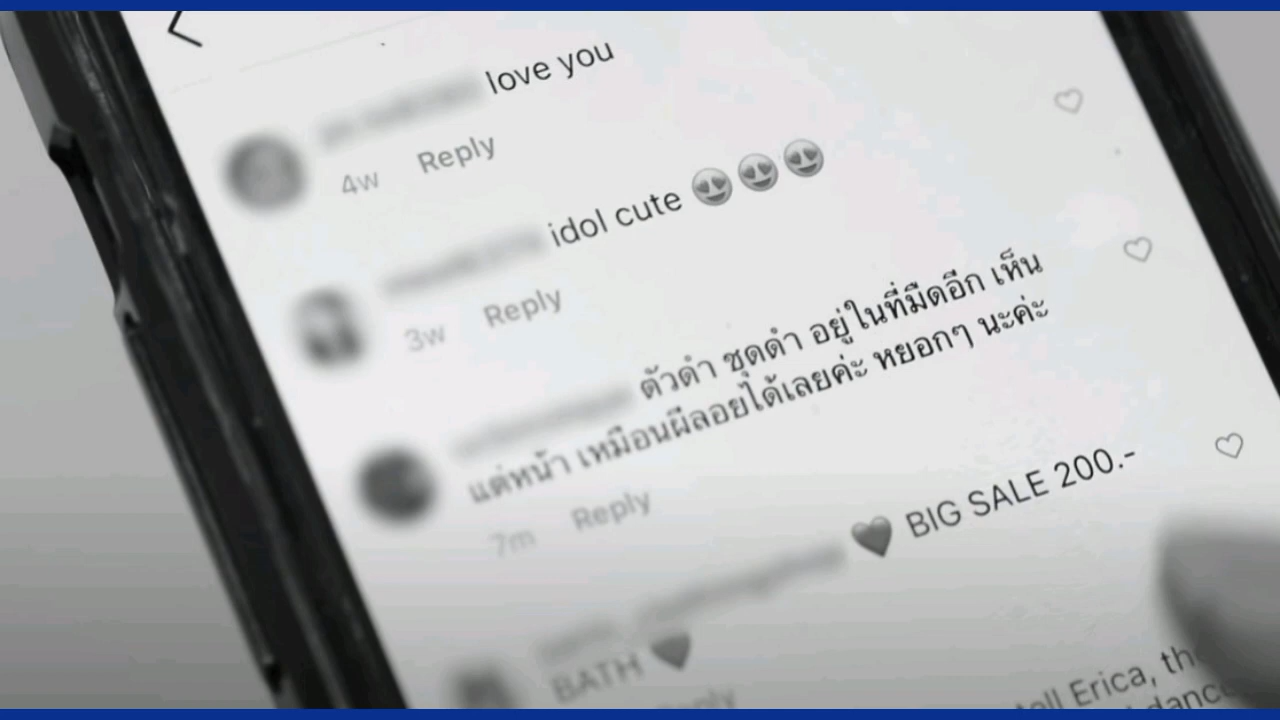 love you
4w Reply
idol cute 😍😍😍
3w Reply
ตัวดำ ชุดดำ อยู่ในที่มืดอีก เห็น
แต่หน้า เหมือนผีลอยได้เลยค่ะ หยอกๆ นะค่ะ
7m Reply
🖤 BIG SALE 200.-
BATH 🖤
Reply
Erica,